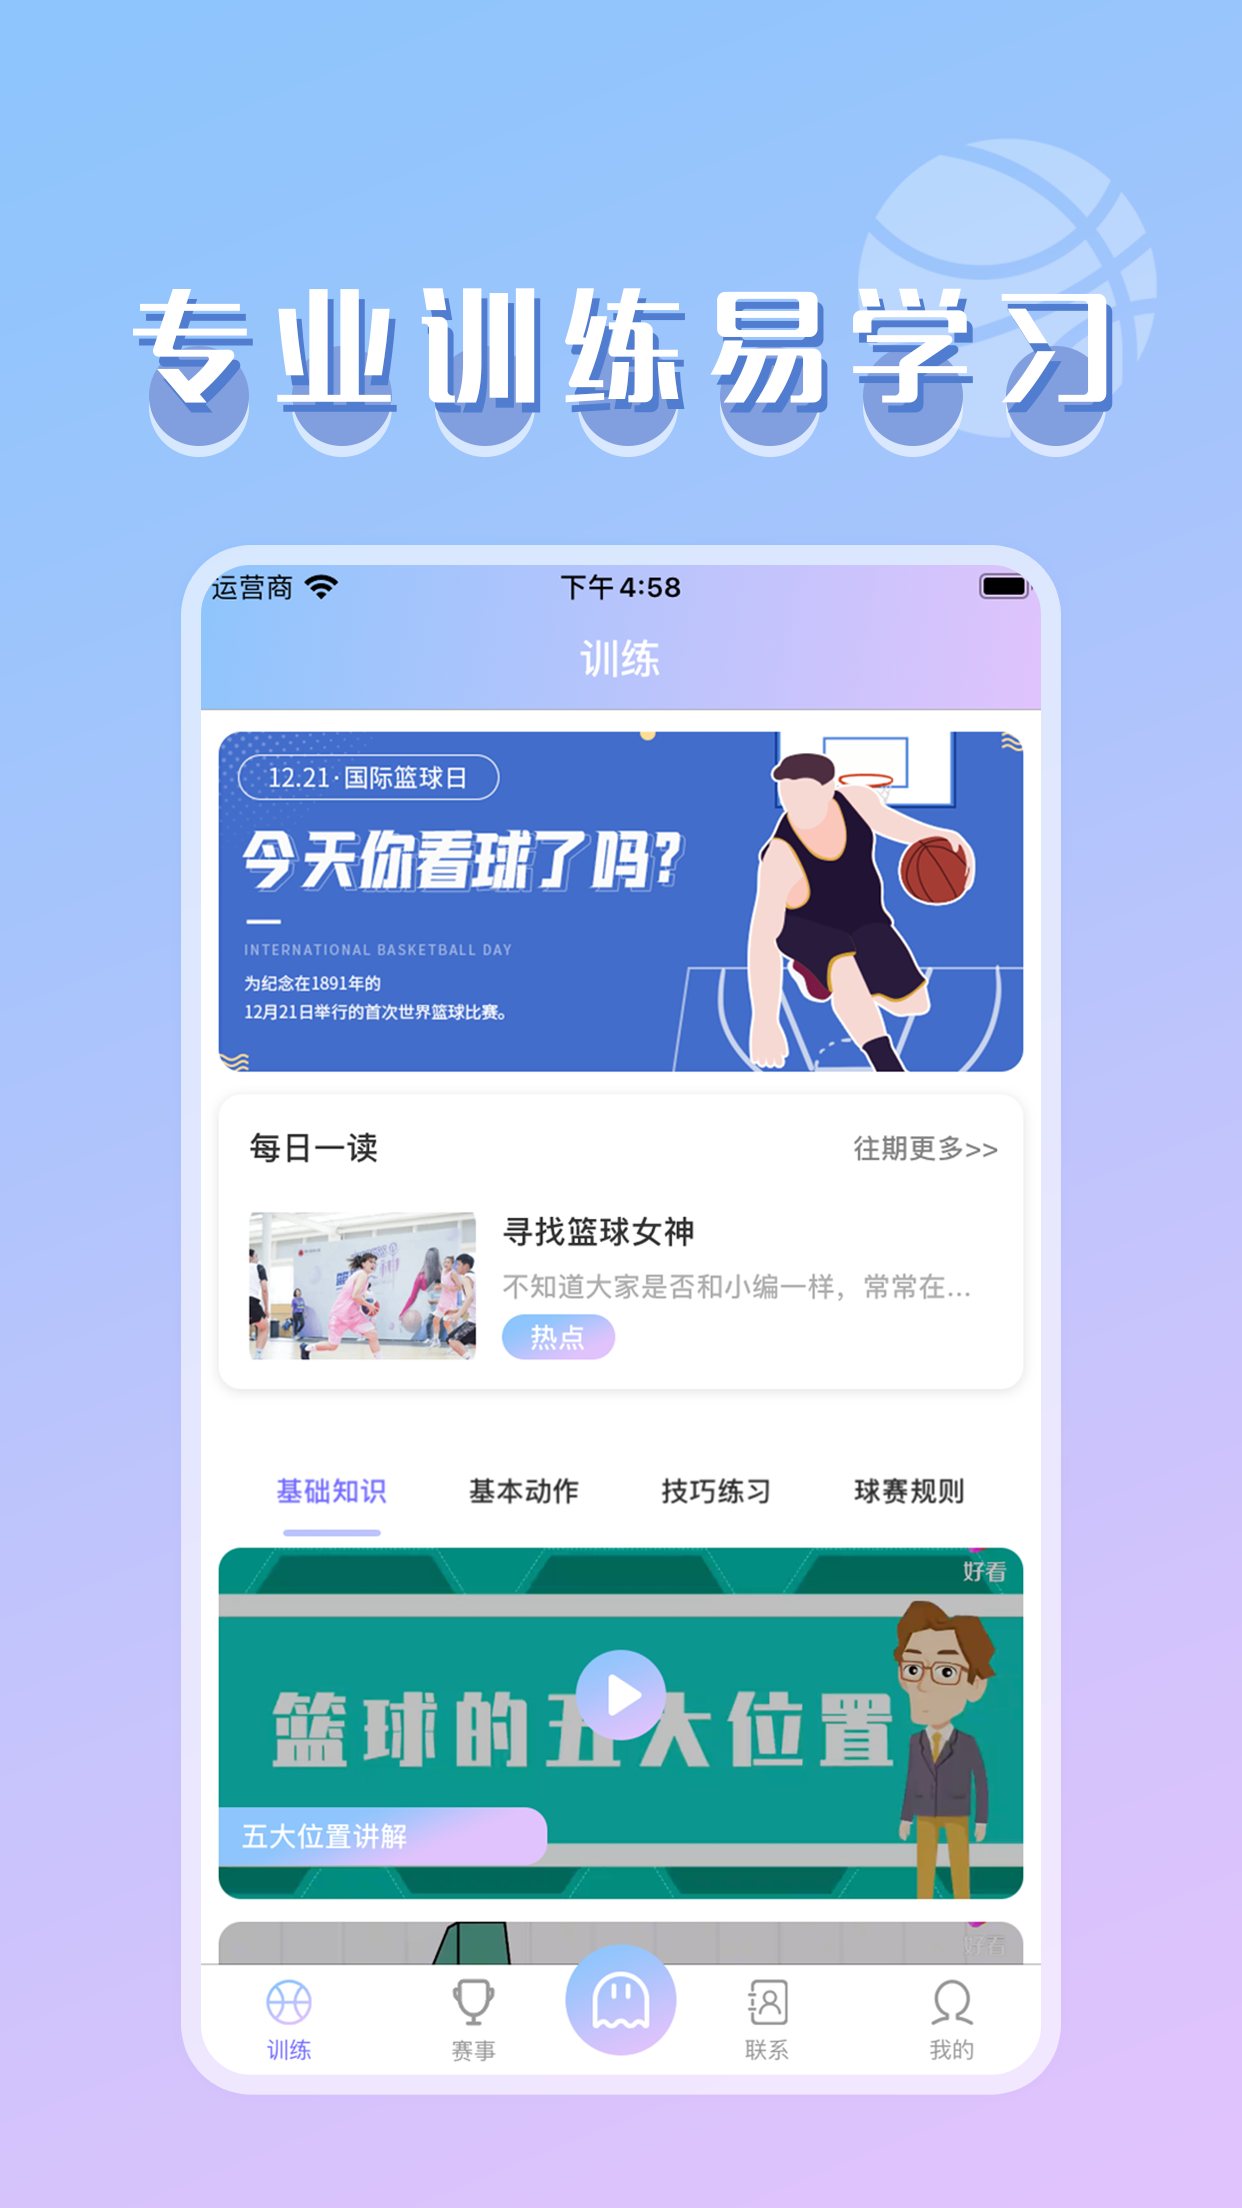 专业训练易学习
运营商 下午4:58
训练
12.21·国际篮球日
今天你看球了吗?
INTERNATIONAL BASKETBALL DAY
为纪念在1891年的
12月21日举行的首次世界篮球比赛。
每日一读 往期更多>>
寻找篮球女神
不知道大家是否和小编一样，常常在...
热点
基础知识 基本动作 技巧练习 球赛规则
好看
篮球的五大位置
五大位置讲解
好看
训练 赛事 联系 我的